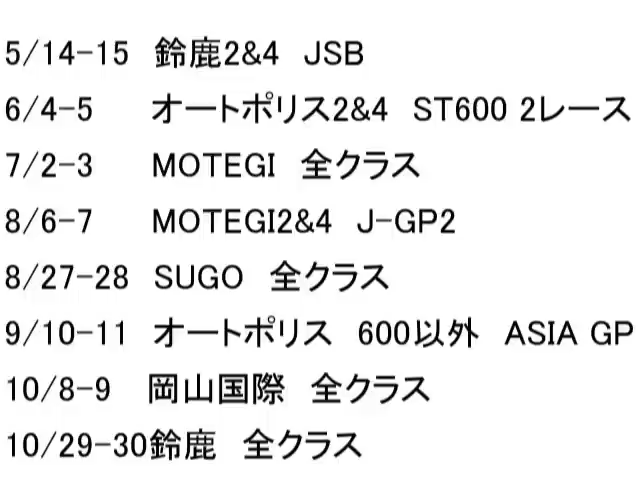 5/14-15 鈴鹿2&4 JSB
6/4-5 オートポリス2&4 ST600 2レース
7/2-3 MOTEGI 全クラス
8/6-7 MOTEGI2&4 J-GP2
8/27-28 SUGO 全クラス
9/10-11 オートポリス 600以外 ASIA GP
10/8-9 岡山国際 全クラス
10/29-30鈴鹿 全クラス